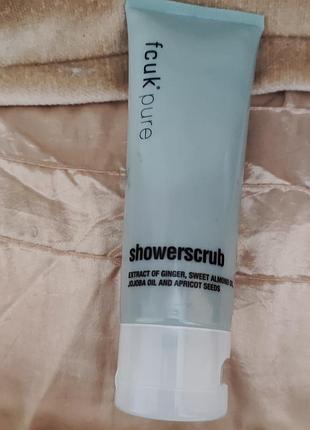 fcuk® pure
showerscrub
EXTRACT OF GINGER, SWEET ALMOND
JOJOBA OIL AND APRICOT SEEDS